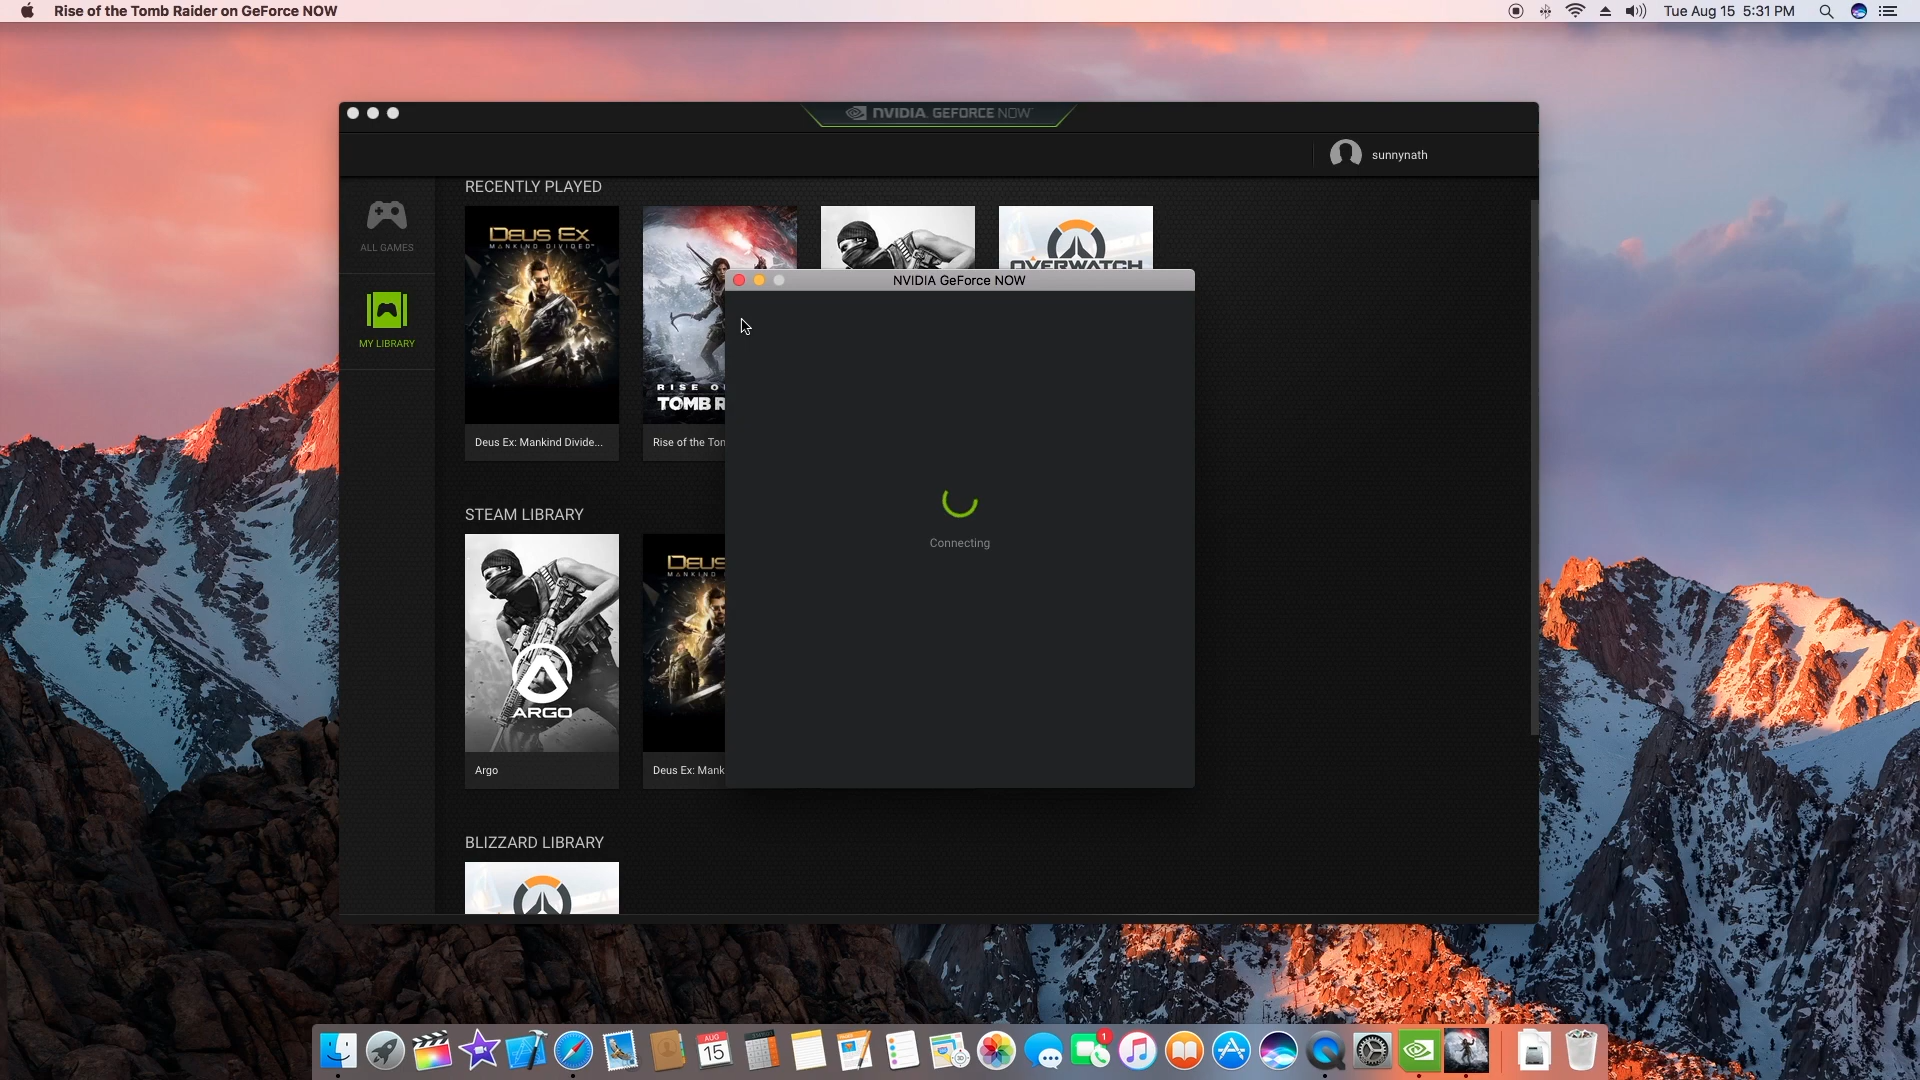 Rise of the Tomb Raider on GeForce NOW
Tue Aug 15 5:31 PM
NVIDIA GEFORCE NOW
sunnynath
RECENTLY PLAYED
ALL GAMES
MY LIBRARY
DEUS EX
MANKIND DIVIDED
RISE O
TOMB R
OVERWATCH
Deus Ex: Mankind Divide...
Rise of the Ton
NVIDIA GeForce NOW
Connecting
STEAM LIBRARY
ARGO
DEUS
MANKIND
Argo
Deus Ex: Mank
BLIZZARD LIBRARY
AUG
15
1